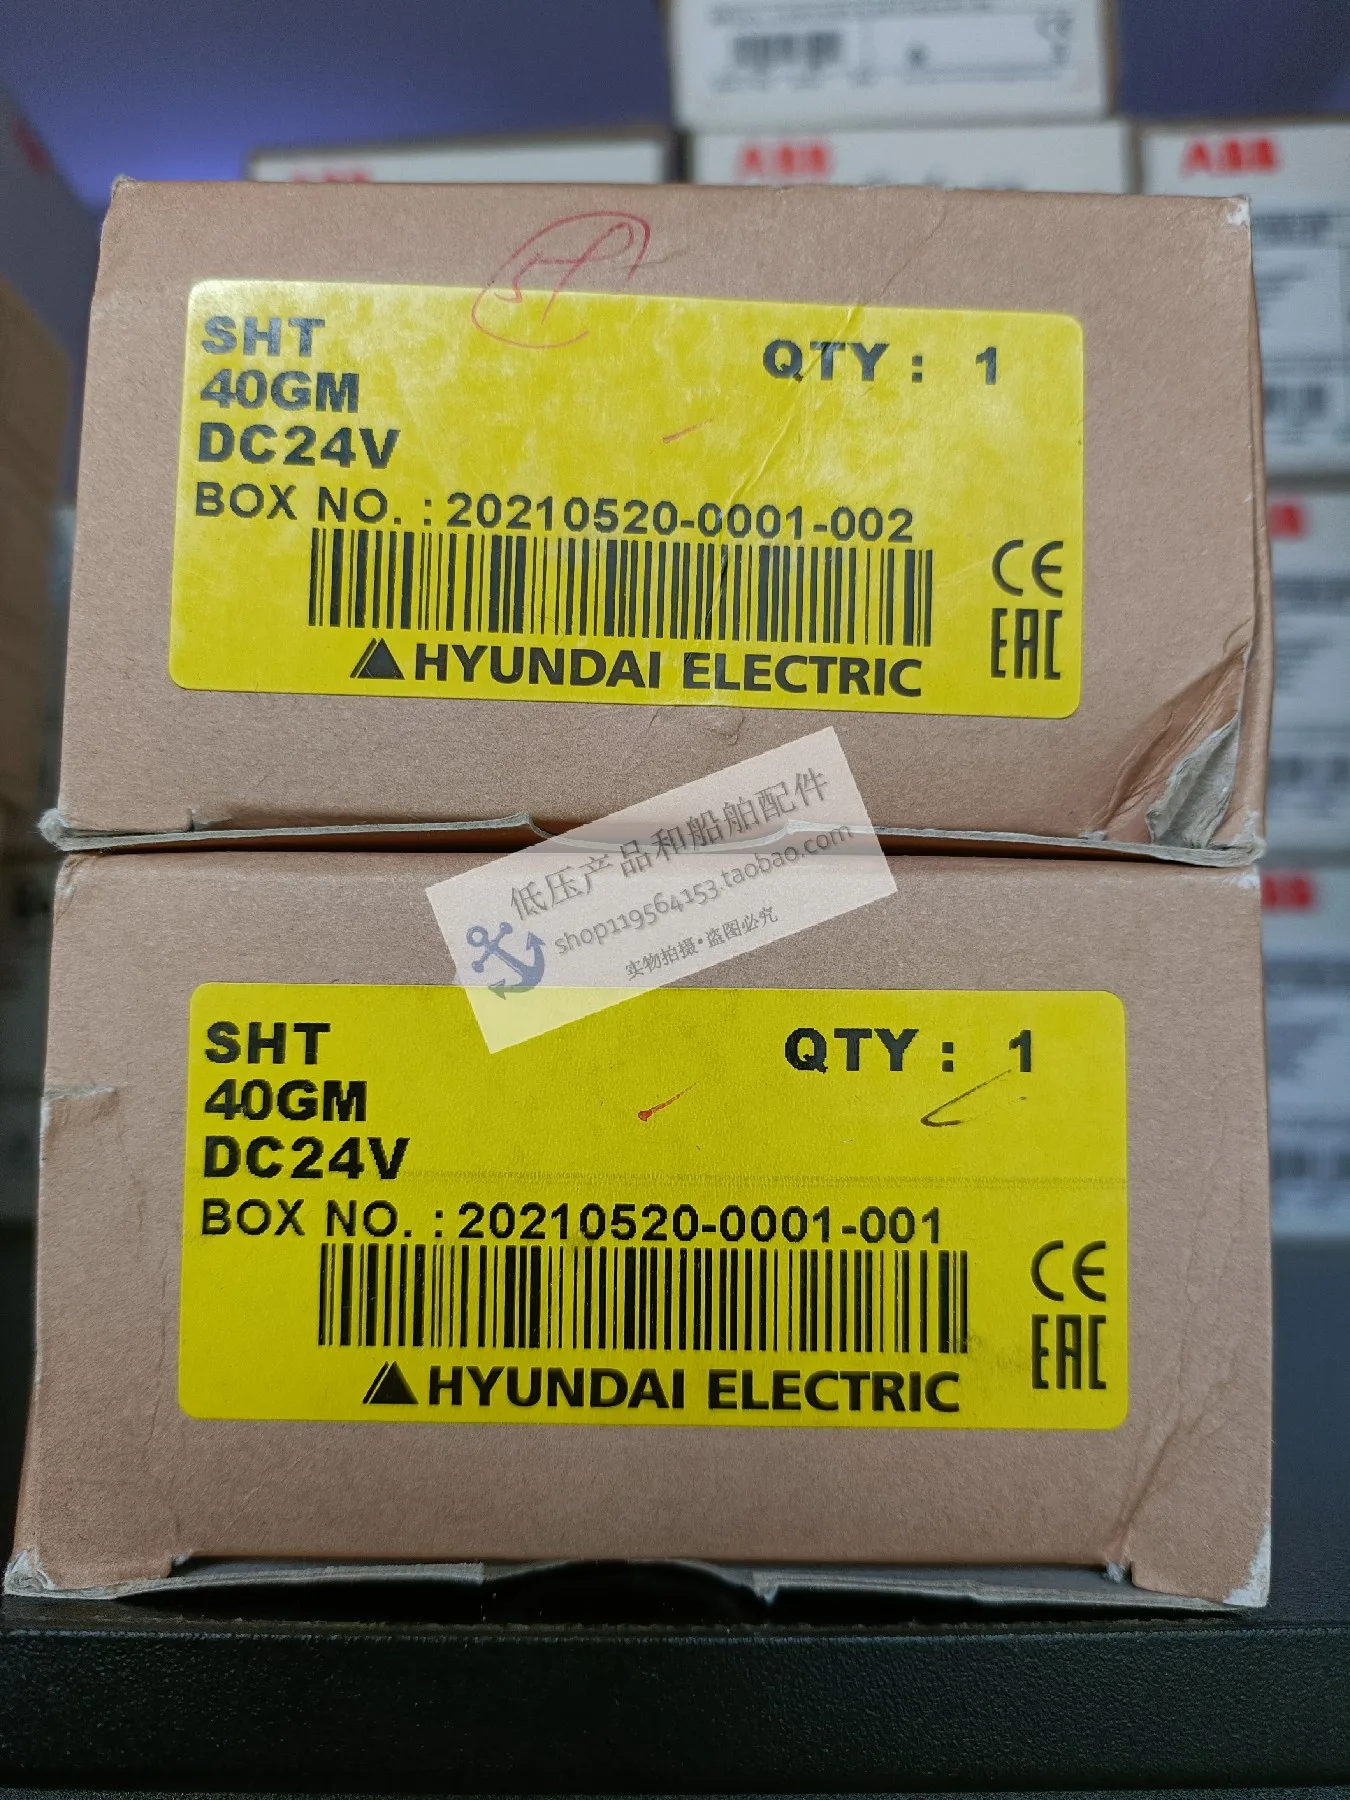 ABB
ABB
ABB
SHT
40GM
DC24V
QTY : 1
BOX NO. : 20210520-0001-002
CE
EAC
HYUNDAI ELECTRIC
低压产品和船舶配件
shop119564153.taobao.com
实物拍摄·盗图必究
SHT
40GM
DC24V
QTY : 1
BOX NO. : 20210520-0001-001
CE
EAC
HYUNDAI ELECTRIC